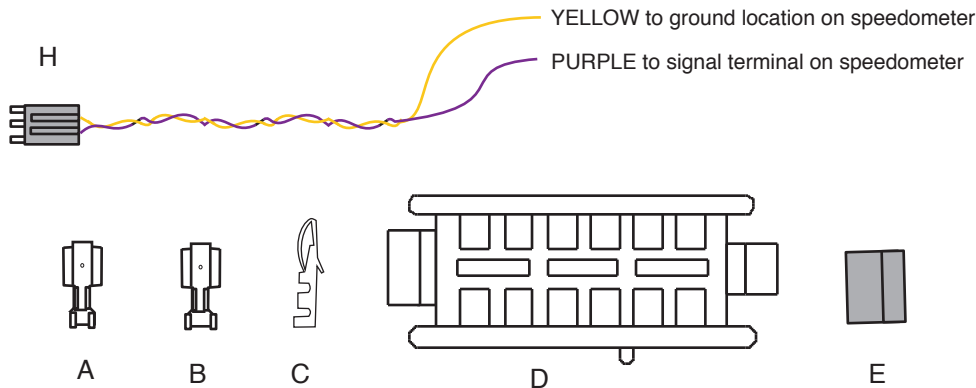 YELLOW to ground location on speedometer
H
PURPLE to signal terminal on speedometer
A
B
C
D
E